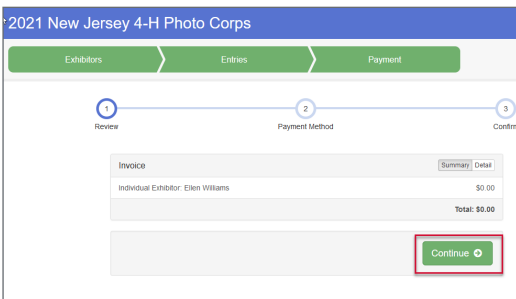 2021 New Jersey 4-H Photo Corps
Exhibitors Entries Payment
1 2 3
Review Payment Method Confirm
Invoice Summary Detail
Individual Exhibitor: Ellen Williams $0.00
Total: $0.00
Continue